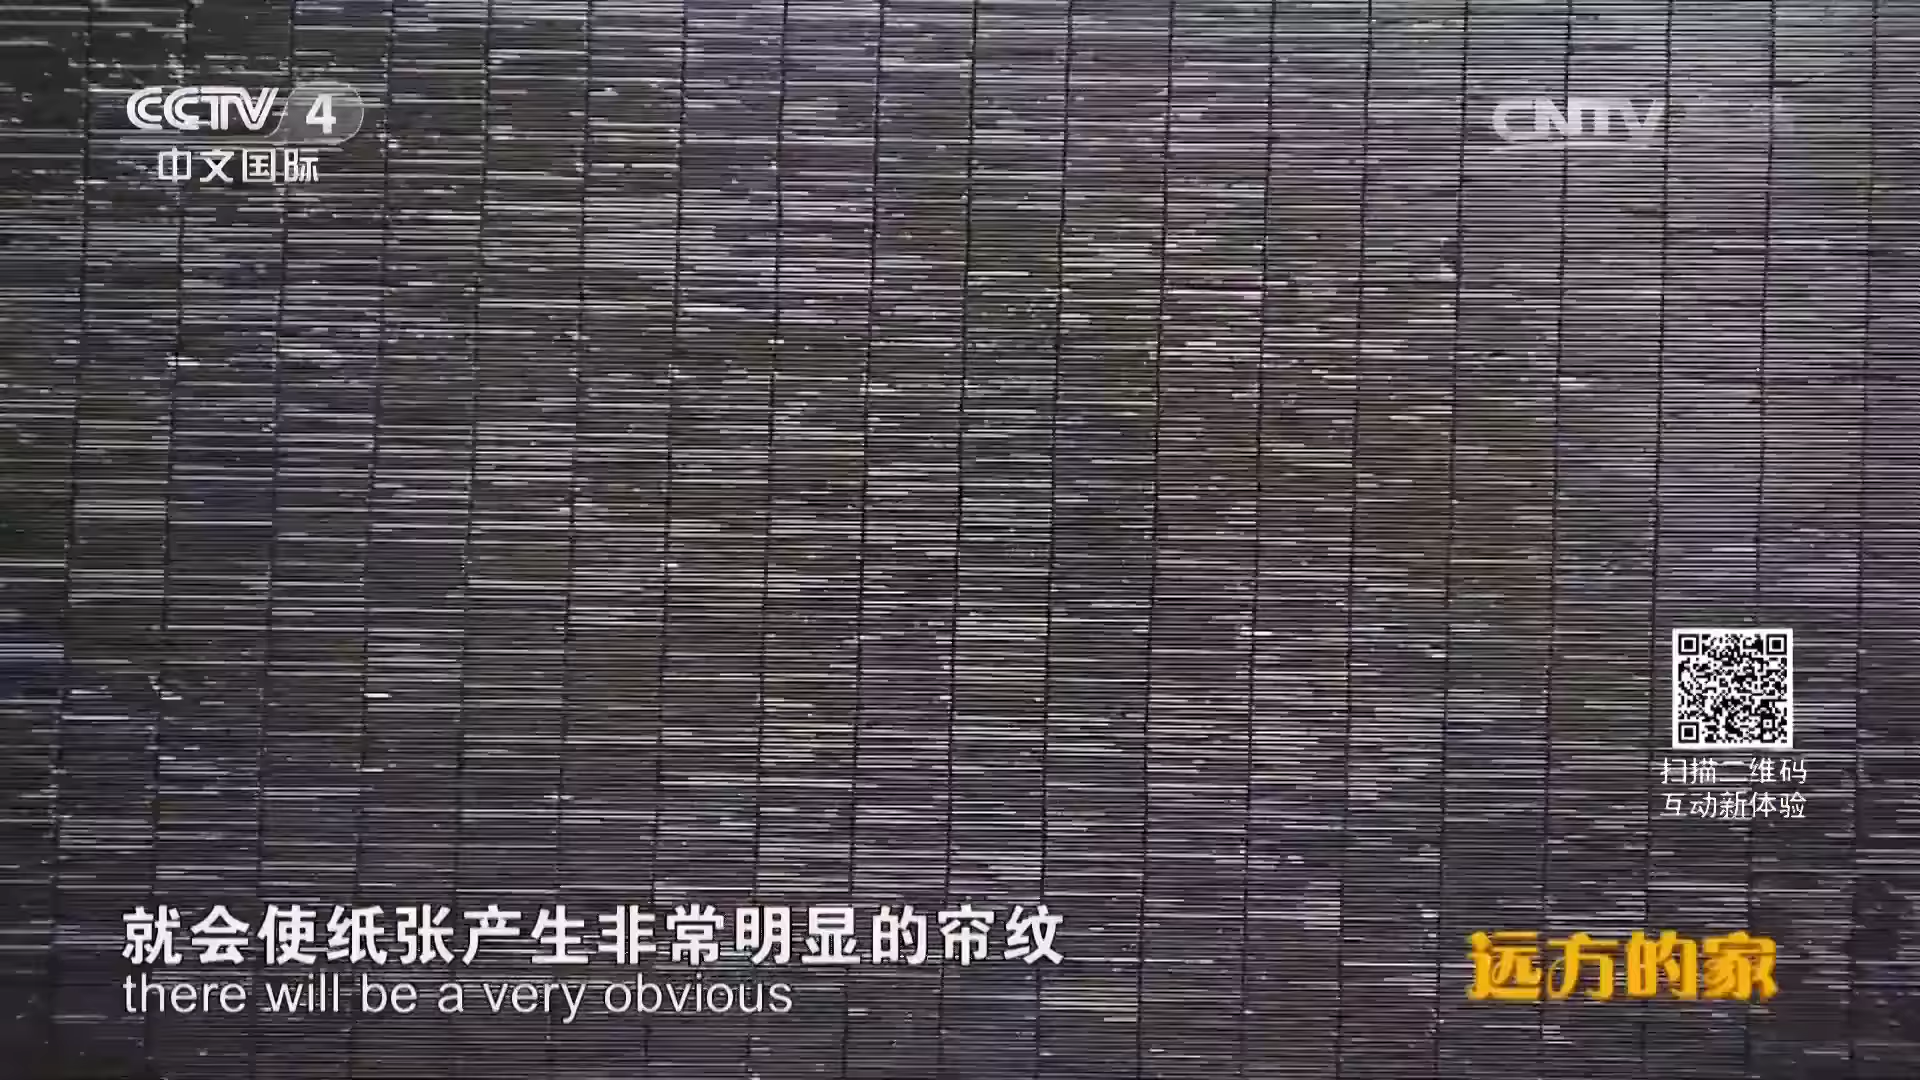 CCTV 4
中文国际
CNTV
扫描二维码
互动新体验
就会使纸张产生非常明显的帘纹
there will be a very obvious
远方的家